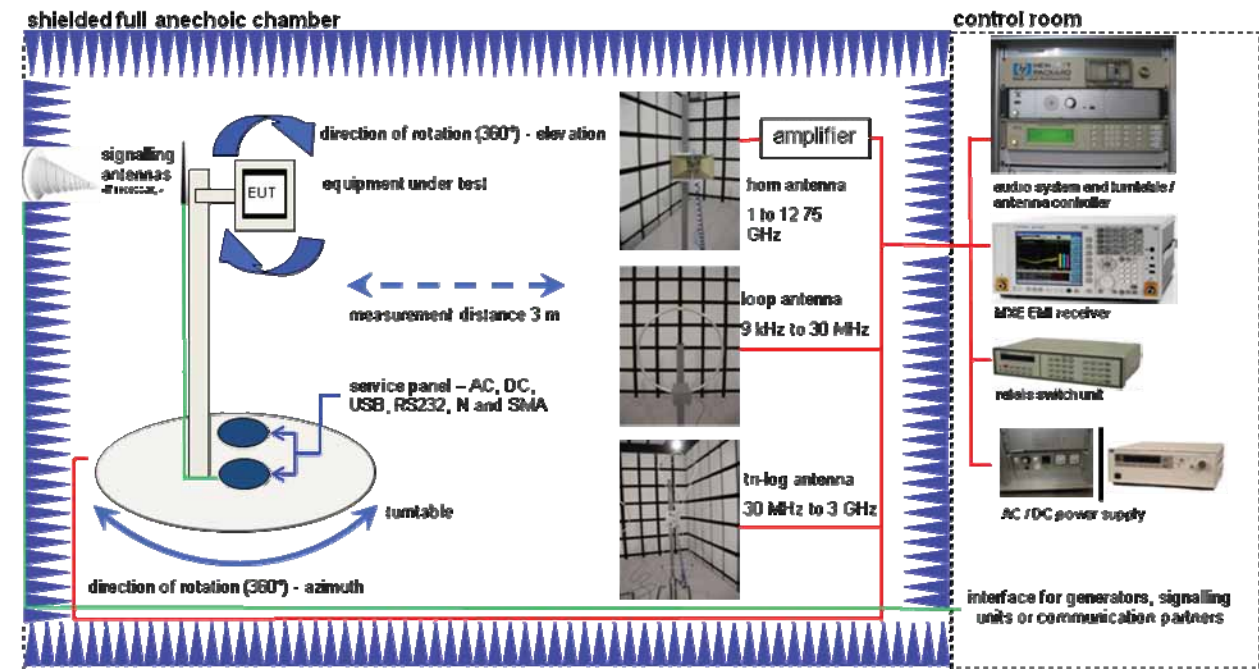 shielded full anechoic chamber
control room
direction of rotation (360°) - elevation
signalling
antennas
EUT
equipment under test
amplifier
horn antenna
1 to 12.75
GHz
HEWLETT
PACKARD
audio system and turntable /
antenna controller
measurement distance 3 m
loop antenna
9 kHz to 30 MHz
MXE EMI receiver
service panel – AC, DC,
USB, RS232, N and SMA
relais switch unit
tri-log antenna
30 MHz to 3 GHz
turntable
AC / DC power supply
direction of rotation (360°) - azimuth
interface for generators, signalling
units or communication partners